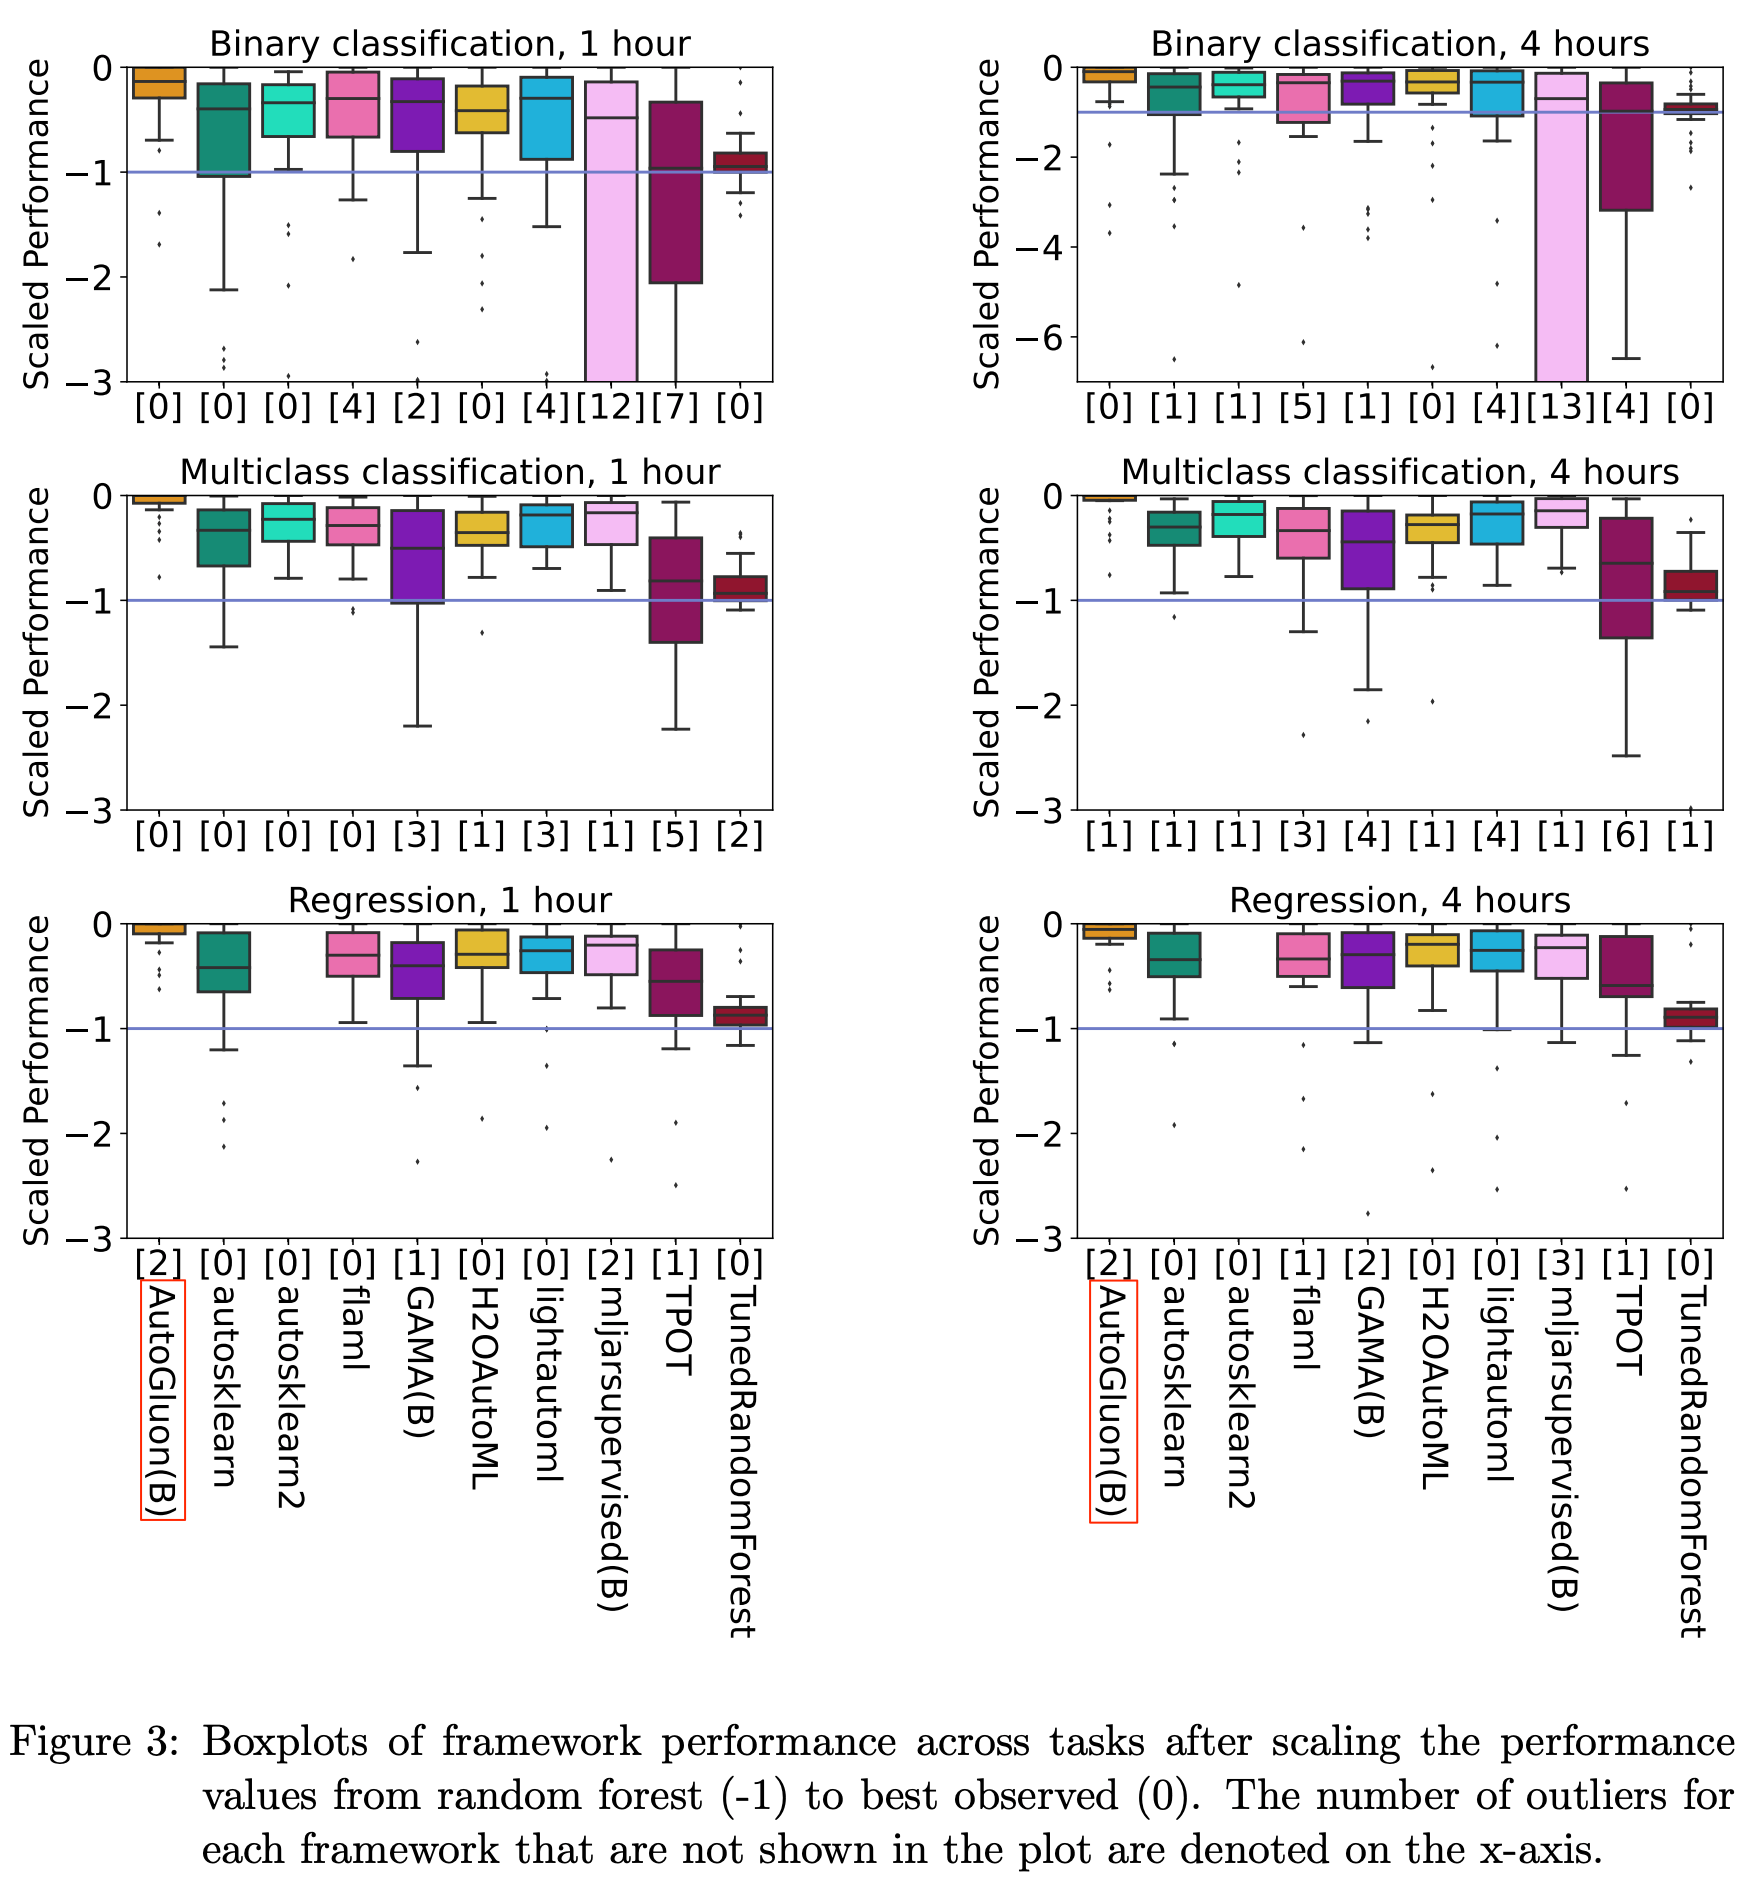 Binary classification, 1 hour
Scaled Performance
0
−1
−2
−3
[0] [0] [0] [4] [2] [0] [4] [12] [7] [0]
Binary classification, 4 hours
Scaled Performance
0
−2
−4
−6
[0] [1] [1] [5] [1] [0] [4] [13] [4] [0]
Multiclass classification, 1 hour
Scaled Performance
0
−1
−2
−3
[0] [0] [0] [0] [3] [1] [3] [1] [5] [2]
Multiclass classification, 4 hours
Scaled Performance
0
−1
−2
−3
[1] [1] [1] [3] [4] [1] [4] [1] [6] [1]
Regression, 1 hour
Scaled Performance
0
−1
−2
−3
[2] [0] [0] [0] [1] [0] [0] [2] [1] [0]
AutoGluon(B)
autosklearn
autosklearn2
flaml
GAMA(B)
H2OAutoML
lightautoml
mljarsupervised(B)
TPOT
TunedRandomForest
Regression, 4 hours
Scaled Performance
0
−1
−2
−3
[2] [0] [0] [1] [2] [0] [0] [3] [1] [0]
AutoGluon(B)
autosklearn
autosklearn2
flaml
GAMA(B)
H2OAutoML
lightautoml
mljarsupervised(B)
TPOT
TunedRandomForest
Figure 3: Boxplots of framework performance across tasks after scaling the performance
values from random forest (-1) to best observed (0). The number of outliers for
each framework that are not shown in the plot are denoted on the x-axis.